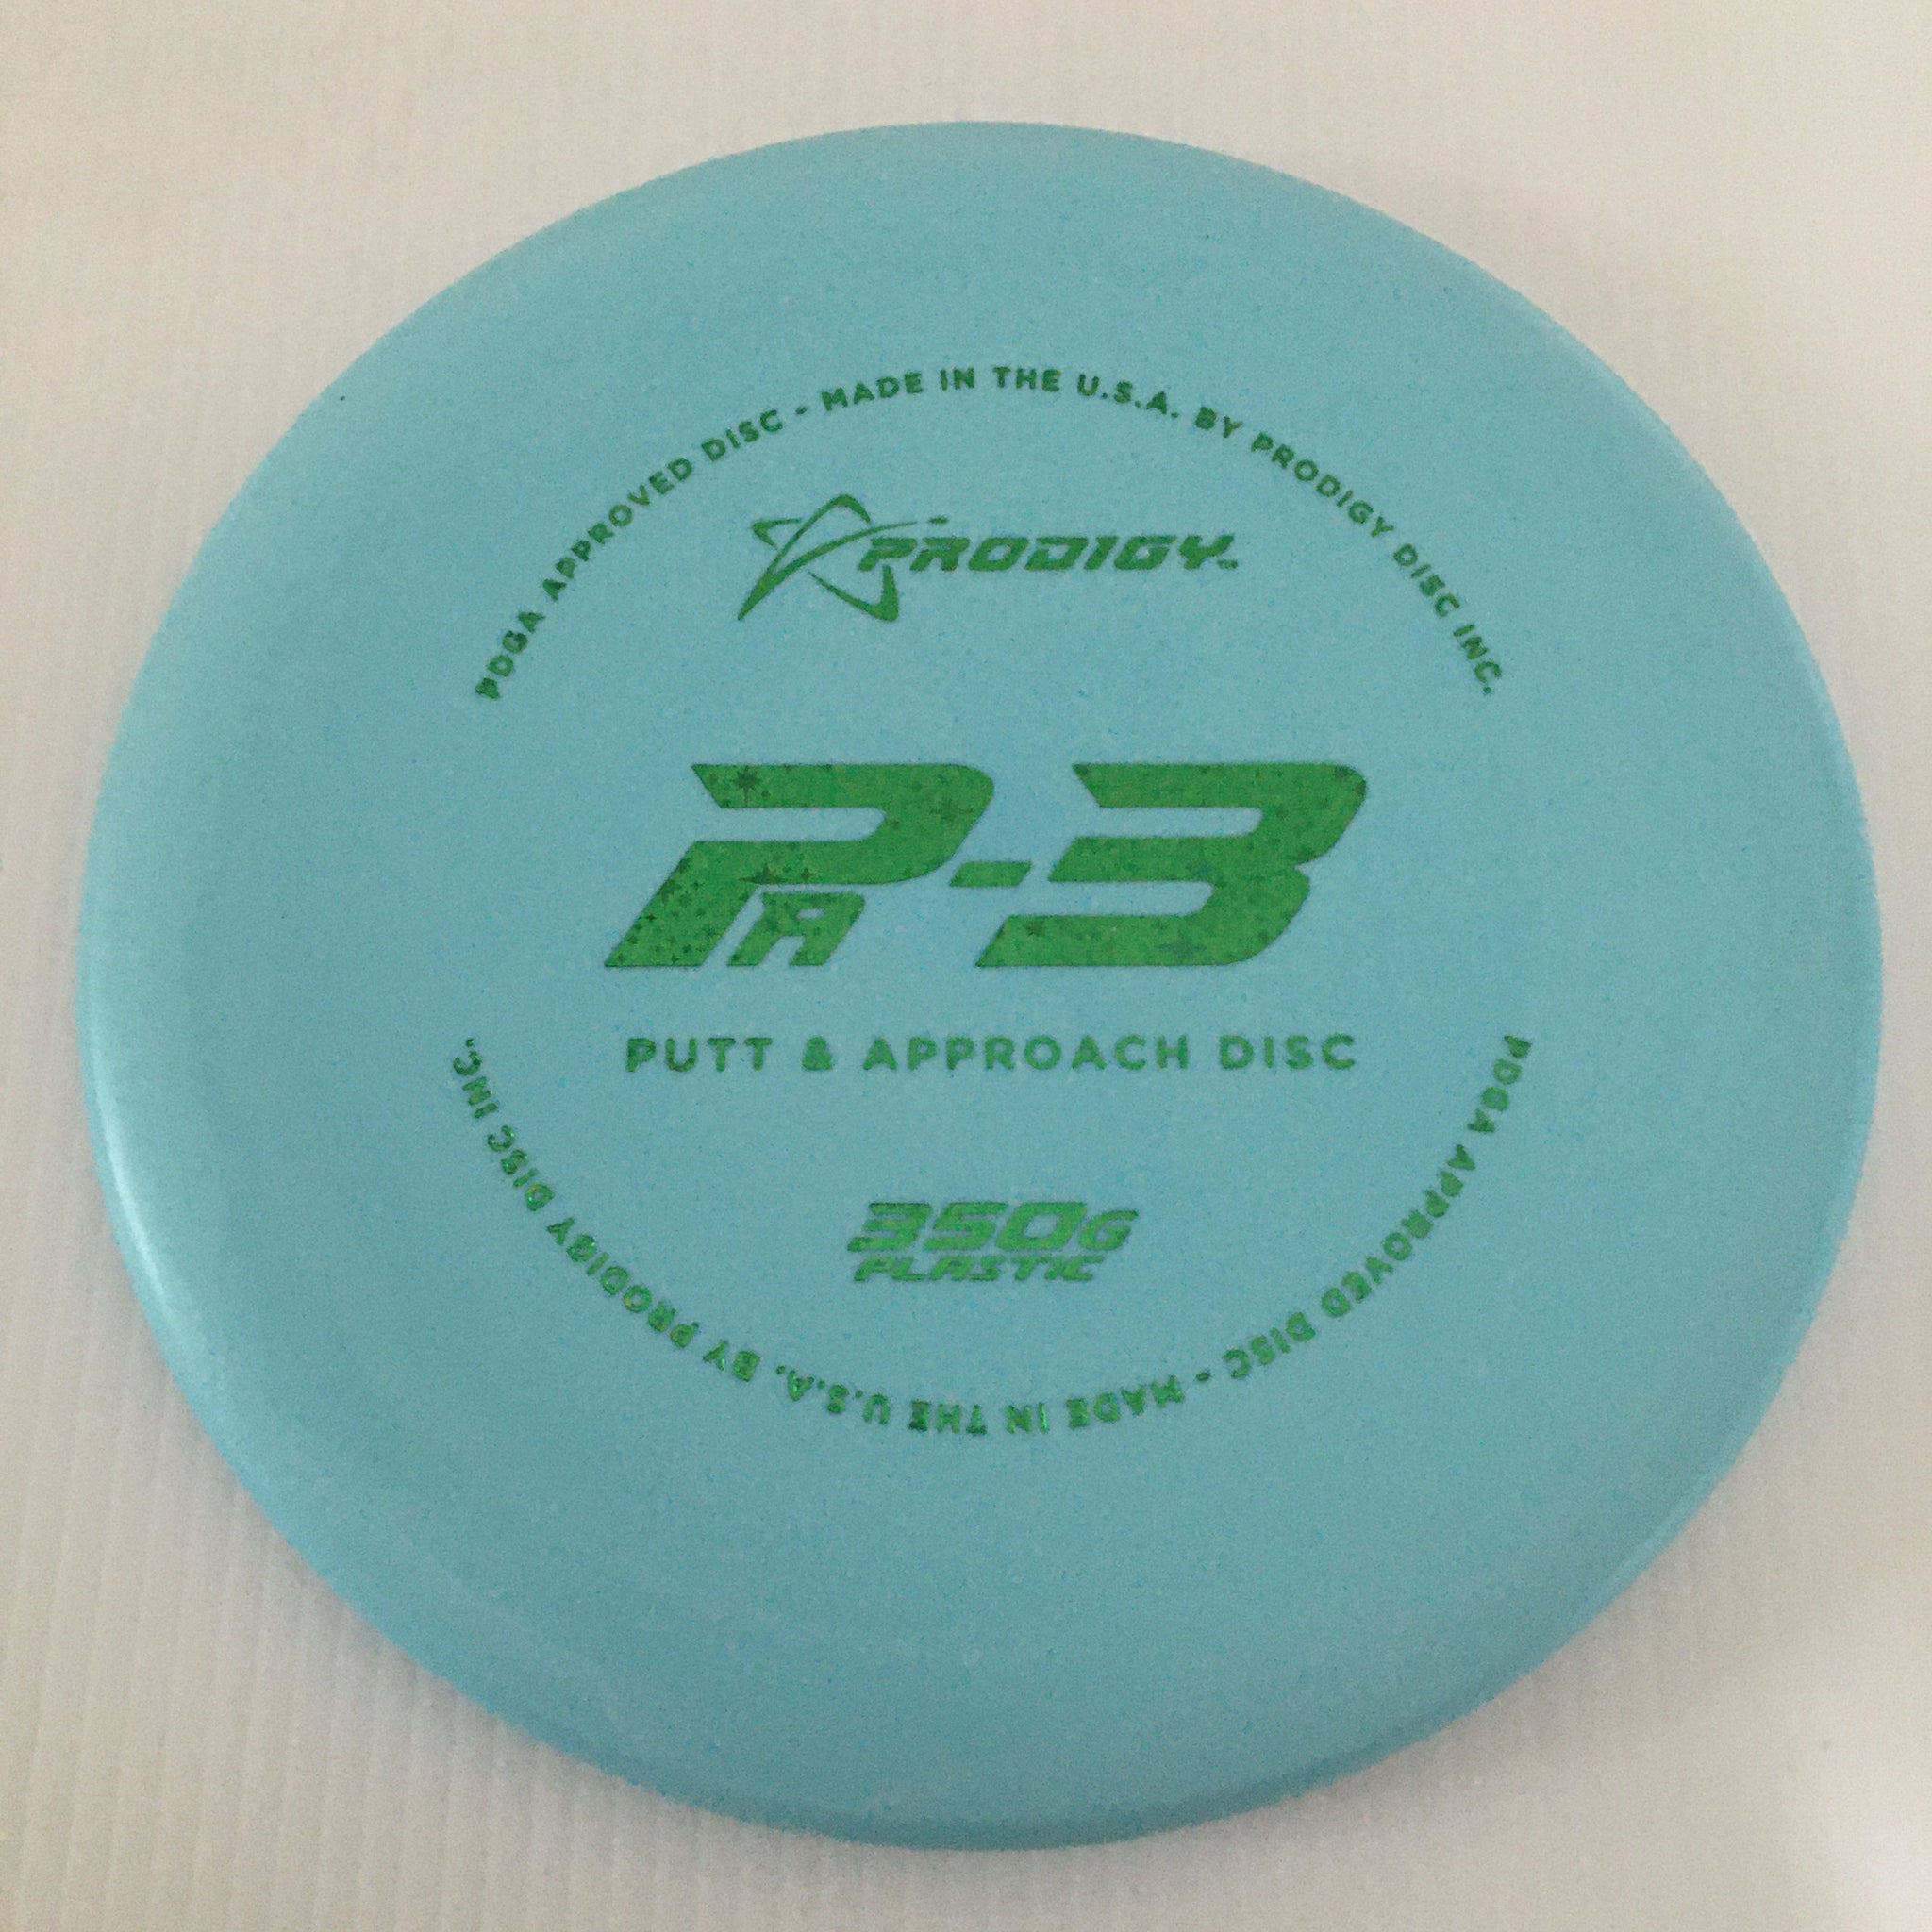 PDGA APPROVED DISC - MADE IN THE U.S.A. BY PRODIGY DISC INC.
PRODIGY™
PA-3
PUTT & APPROACH DISC
350G
PLASTIC
PDGA APPROVED DISC - MADE IN THE U.S.A. BY PRODIGY DISC INC.